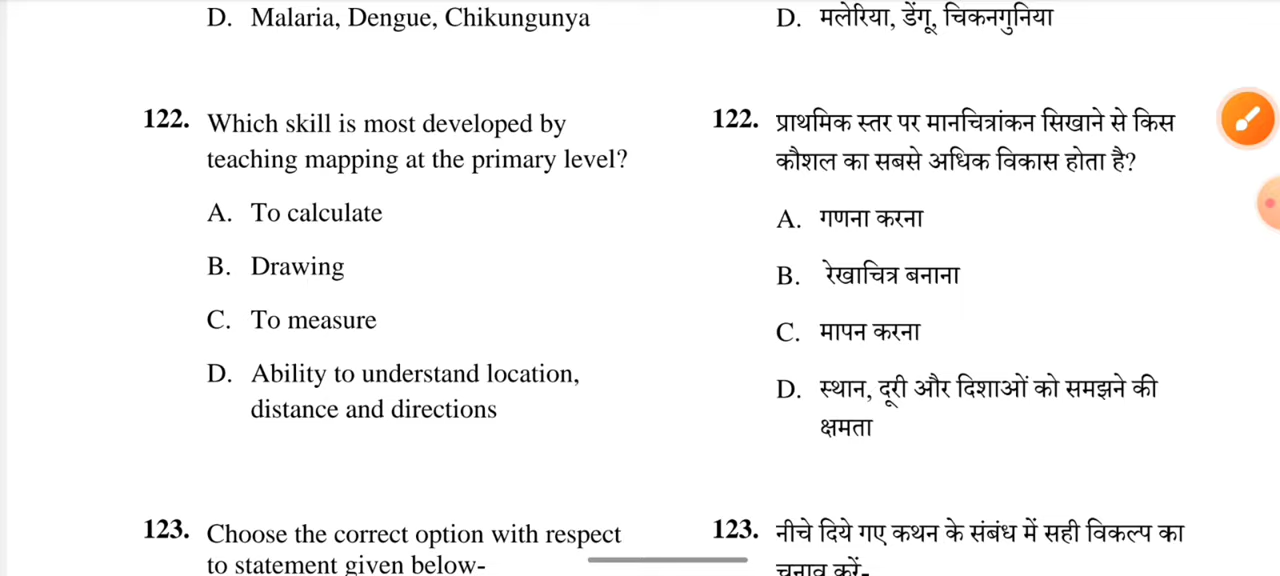 D. Malaria, Dengue, Chikungunya
122. Which skill is most developed by
teaching mapping at the primary level?
A. To calculate
B. Drawing
C. To measure
D. Ability to understand location,
distance and directions
123. Choose the correct option with respect
to statement given below-
D. मलेरिया, डेंगू, चिकनगुनिया
122. प्राथमिक स्तर पर मानचित्रांकन सिखाने से किस
कौशल का सबसे अधिक विकास होता है?
A. गणना करना
B. रेखाचित्र बनाना
C. मापन करना
D. स्थान, दूरी और दिशाओं को समझने की
क्षमता
123. नीचे दिये गए कथन के संबंध में सही विकल्प का
चुनाव करें-